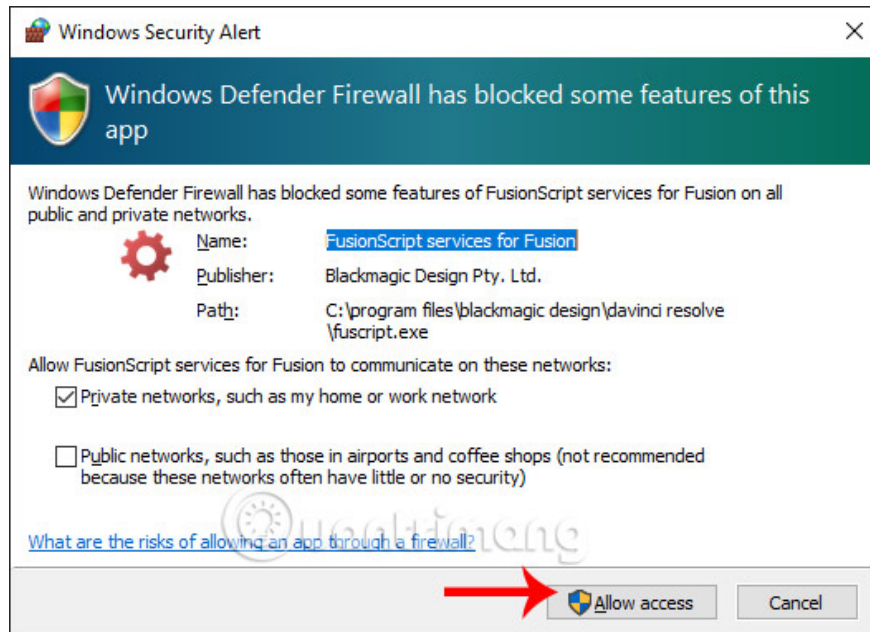 Windows Security Alert
Windows Defender Firewall has blocked some features of this
app
Windows Defender Firewall has blocked some features of FusionScript services for Fusion on all
public and private networks.
Name: FusionScript services for Fusion
Publisher: Blackmagic Design Pty. Ltd.
Path: C:\program files\blackmagic design\davinci resolve
\fuscript.exe
Allow FusionScript services for Fusion to communicate on these networks:
Private networks, such as my home or work network
Public networks, such as those in airports and coffee shops (not recommended
because these networks often have little or no security)
Quantrimang
What are the risks of allowing an app through a firewall?
Allow access Cancel